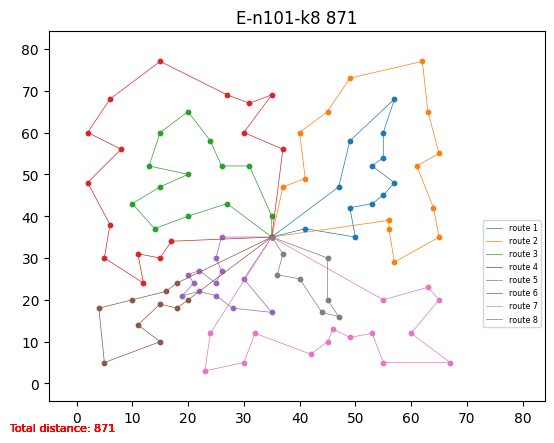 E-n101-k8 871
80
70
60
50
40
30
20
10
0
route 1
route 2
route 3
route 4
route 5
route 6
route 7
route 8
0 10 20 30 40 50 60 70 80
Total distance: 871